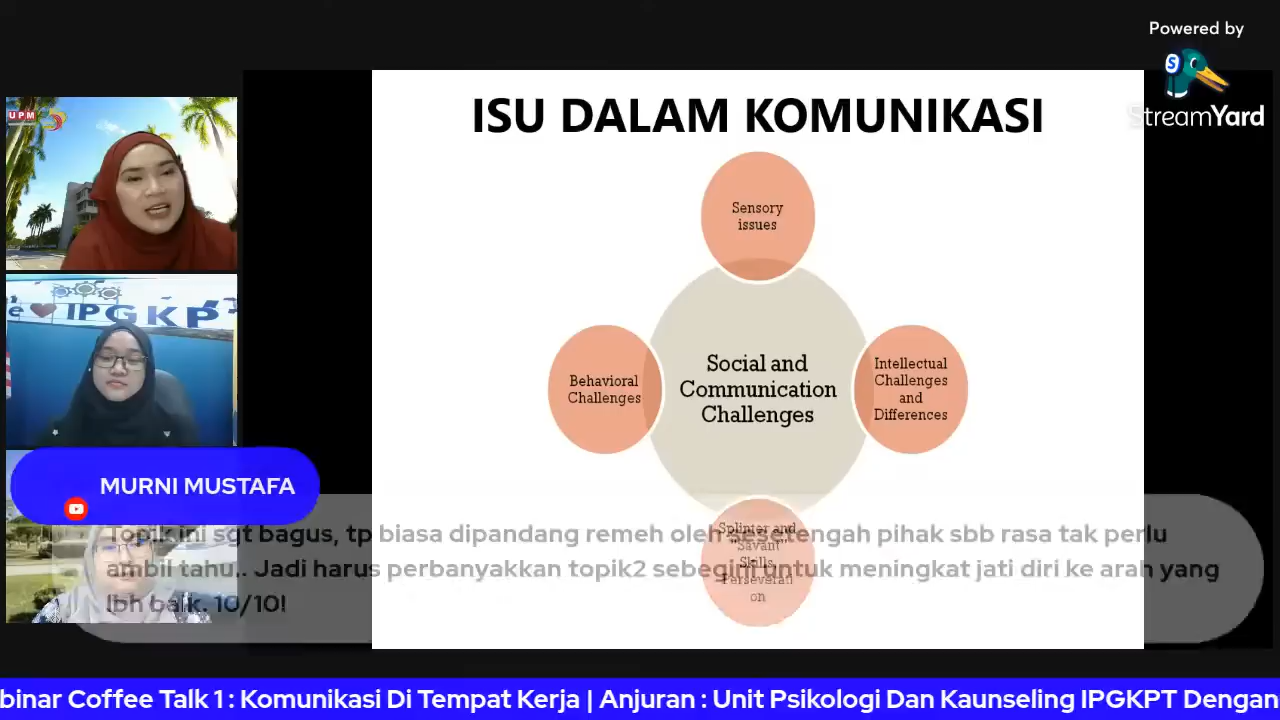 Powered by
StreamYard
UPM
ISU DALAM KOMUNIKASI
Sensory
issues
Behavioral
Challenges
Social and
Communication
Challenges
Intellectual
Challenges
and
Differences
Splinter and
"Savant"
Skills,
Perseverati
on
e ❤ IPGKP
MURNI MUSTAFA
Topik ini sgt bagus, tp biasa dipandang remeh oleh sesetengah pihak sbb rasa tak perlu
ambil tahu.. Jadi harus perbanyakkan topik2 sebegini untuk meningkat jati diri ke arah yang
lbh baik. 10/10!
binar Coffee Talk 1 : Komunikasi Di Tempat Kerja | Anjuran : Unit Psikologi Dan Kaunseling IPGKPT Dengan